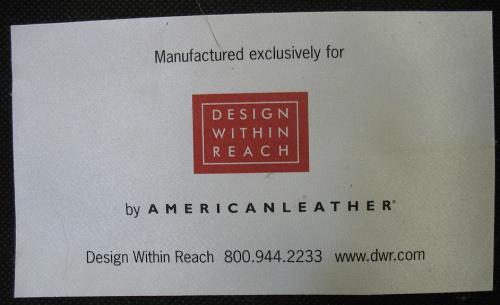 Manufactured exclusively for
DESIGN
WITHIN
REACH
by AMERICANLEATHER®
Design Within Reach 800.944.2233 www.dwr.com